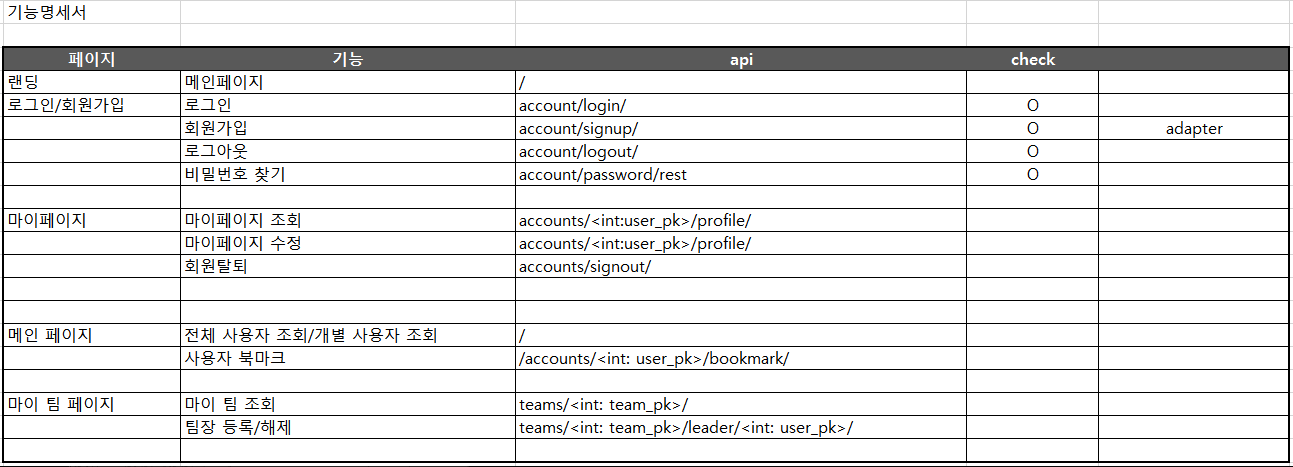 기능명세서
페이지 기능 api check
랜딩 메인페이지 /
로그인/회원가입 로그인 account/login/ O
회원가입 account/signup/ O adapter
로그아웃 account/logout/ O
비밀번호 찾기 account/password/rest O
마이페이지 마이페이지 조회 accounts/<int:user_pk>/profile/
마이페이지 수정 accounts/<int:user_pk>/profile/
회원탈퇴 accounts/signout/
메인 페이지 전체 사용자 조회/개별 사용자 조회 /
사용자 북마크 /accounts/<int: user_pk>/bookmark/
마이 팀 페이지 마이 팀 조회 teams/<int: team_pk>/
팀장 등록/해제 teams/<int: team_pk>/leader/<int: user_pk>/